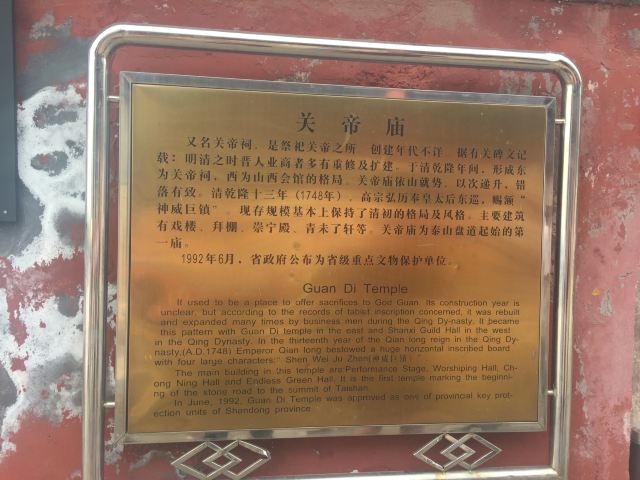 关帝庙
又名关帝祠。是祭祀关帝之所。创建年代不详。据有关碑文记
载：明清之时晋人业商者多有重修及扩建。于清乾隆年间，形成东
为关帝祠，西为山西会馆的格局。关帝庙依山就势，以次递升，错
落有致。清乾隆十三年（1748年），高宗弘历奉皇太后东巡，赐额“
神威巨镇”。现存规模基本上保持了清初的格局及风格。主要建筑
有戏楼、拜棚、崇宁殿、青未了轩等。关帝庙为泰山盘道起始的第
一庙。
1992年6月，省政府公布为省级重点文物保护单位。
Guan Di Temple
It used to be a place to offer sacrifices to God Guan. Its construction year is
unclear, but according to the records of tablst inscription concerned, it was rebuilt
and expanded many times by business men during the Qing Dy-nasty. It became
this pattern with Guan Di temple in the east and Shanxi Guild Hall in the west
in the Qing Dynasty. In the thirteenth year of the Qian long reign in the Qing Dy-
nasty,(A.D.1748) Emperor Qian long bestowed a huge horizontal inscribed board
with four large characters:" Shen Wei Ju Zhen(神威巨镇)".
The main building in this temple are:Performance Stage, Worshiping Hall, Ch-
ong Ning Hall and Endless Green Hall. It is the first temple marking the beginni-
ng of the stone road to the summit of Taishan.
In June, 1992, Guan Di Temple was approved as one of provincial key prot-
ection units of Shandong province.